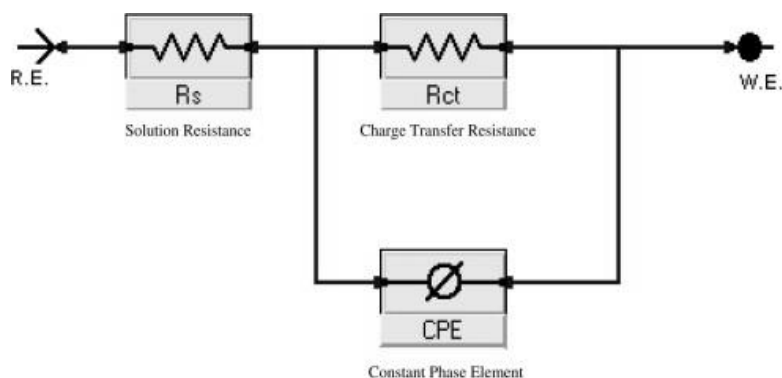 R.E.
Rs
Solution Resistance
Rct
Charge Transfer Resistance
W.E.
CPE
Constant Phase Element